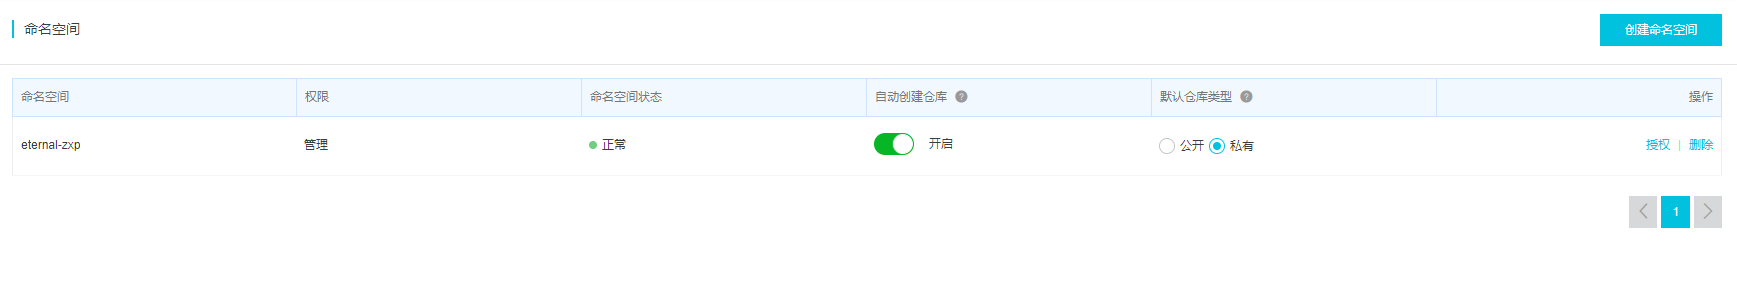 命名空间
创建命名空间
命名空间 权限 命名空间状态 自动创建仓库 ? 默认仓库类型 ? 操作
eternal-zxp 管理 正常 开启 公开 私有 授权 | 删除
1